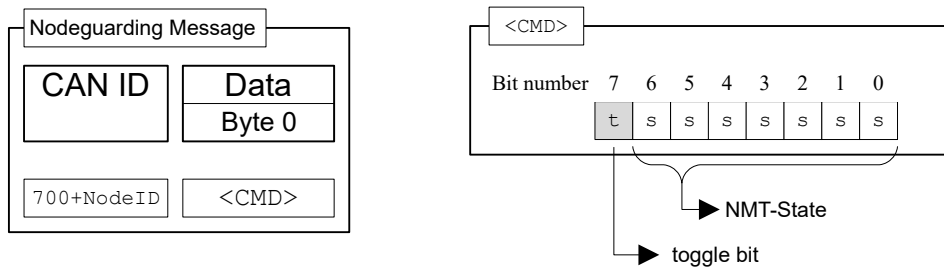 Nodeguarding Message
CAN ID
Data
Byte 0
700+NodeID
<CMD>
<CMD>
Bit number 7 6 5 4 3 2 1 0
t s s s s s s s
NMT-State
toggle bit